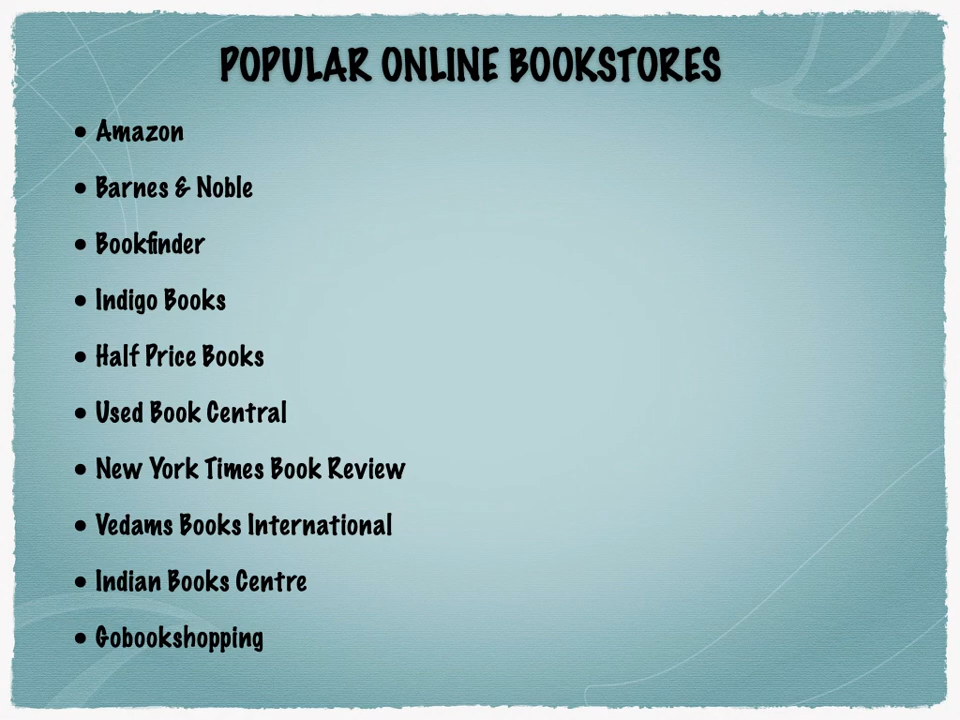 POPULAR ONLINE BOOKSTORES
• Amazon
• Barnes & Noble
• Bookfinder
• Indigo Books
• Half Price Books
• Used Book Central
• New York Times Book Review
• Vedams Books International
• Indian Books Centre
• Gobookshopping